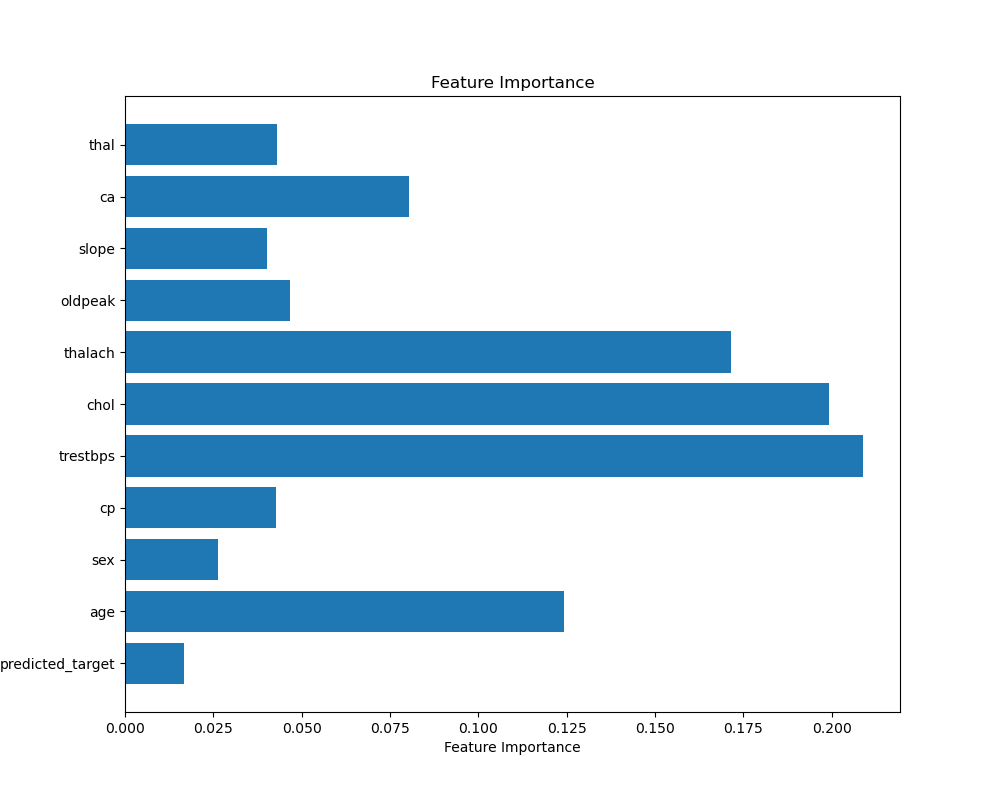 Feature Importance
thal
ca
slope
oldpeak
thalach
chol
trestbps
cp
sex
age
predicted_target
0.000 0.025 0.050 0.075 0.100 0.125 0.150 0.175 0.200
Feature Importance